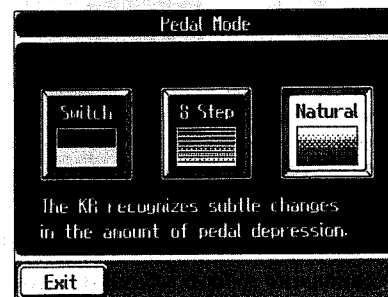 Pedal Mode
Switch 8 Step Natural
The KR recognizes subtle changes
in the amount of pedal depression.
Exit